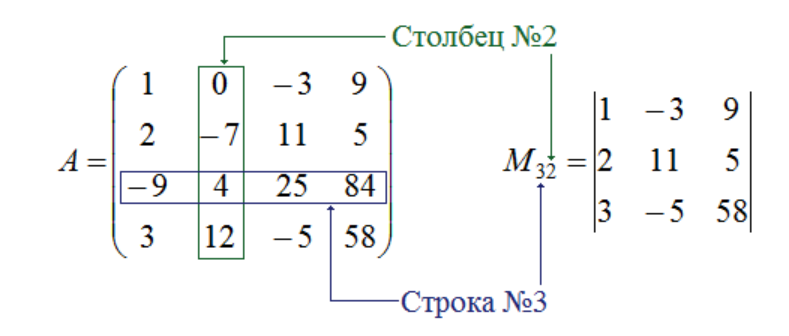 Столбец №2
1 0 −3 9
2 −7 11 5
A = −9 4 25 84
3 12 −5 58
1 −3 9
M32 = 2 11 5
3 −5 58
Строка №3